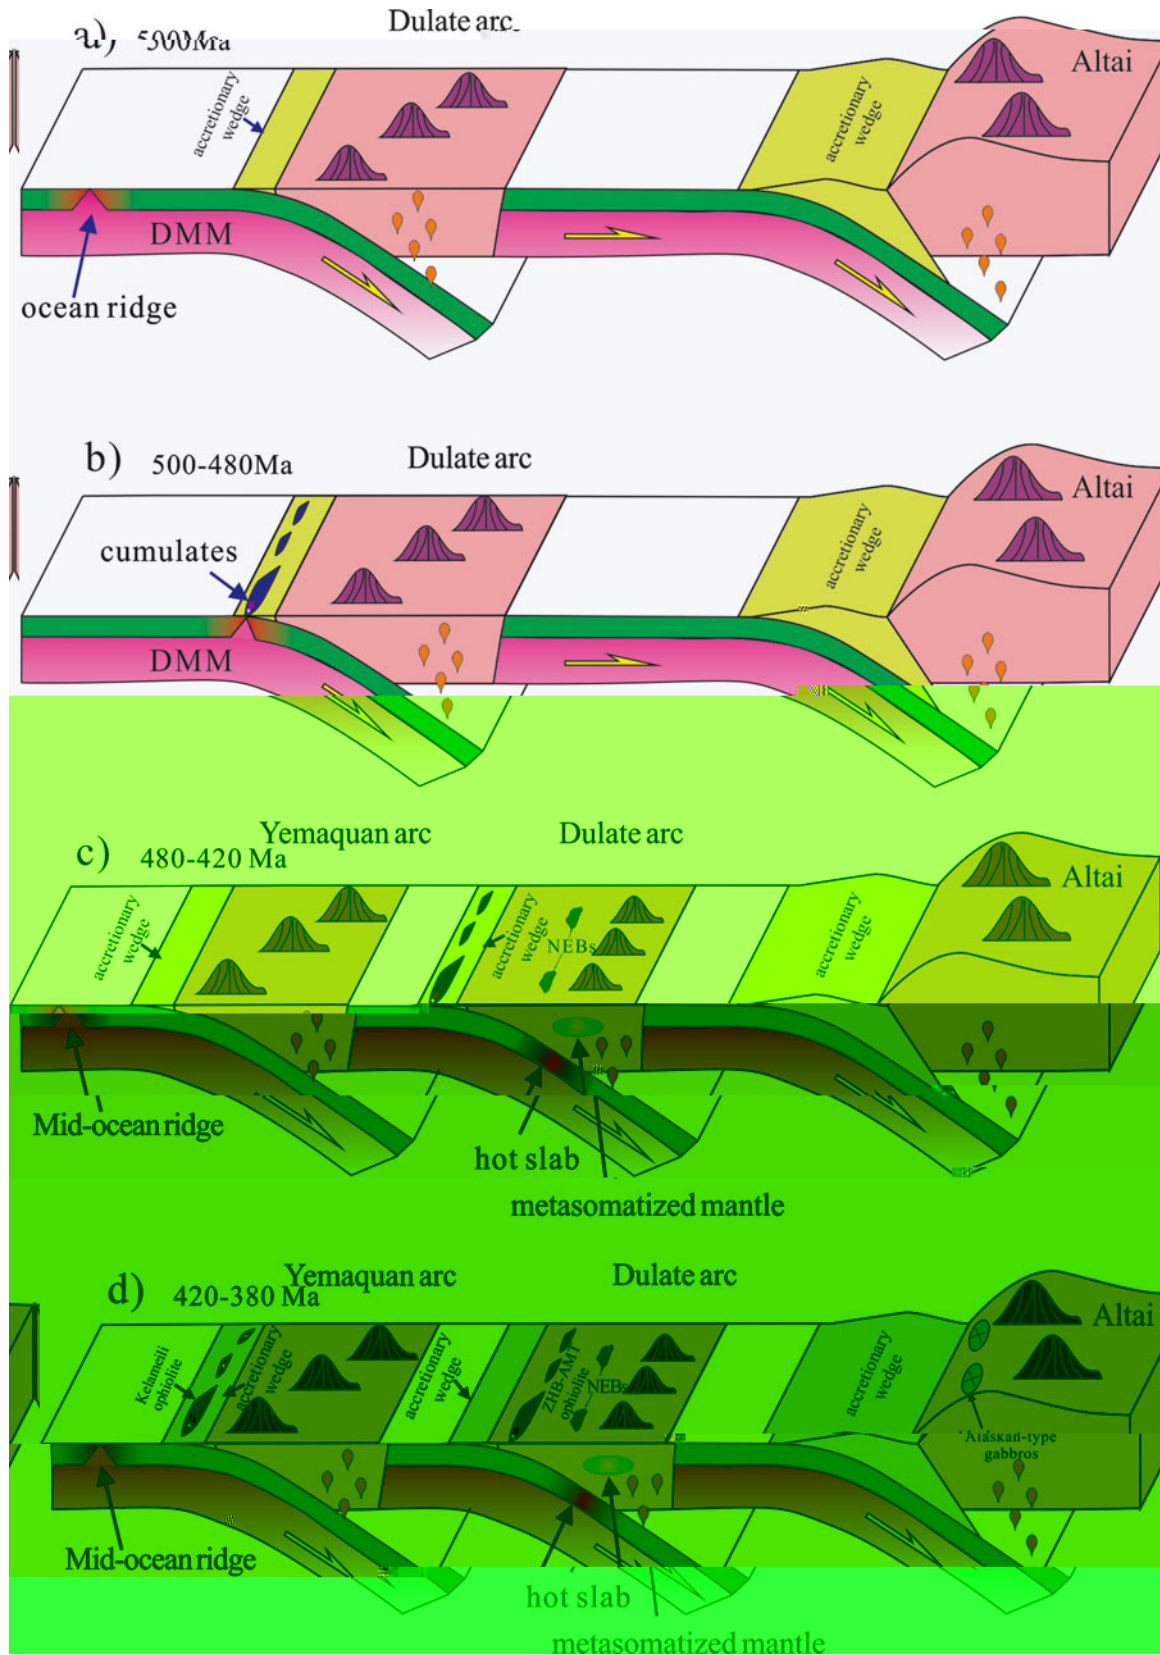 Dulate arc
a), 500Ma
Altai
accretionary
wedge
accretionary
wedge
DMM
ocean ridge
b) 500-480Ma
Dulate arc
Altai
accretionary
wedge
cumulates
DMM
Yemaquan arc
Dulate arc
c) 480-420 Ma
Altai
accretionary
wedge
accretionary
wedge
NEBs
accretionary
wedge
Mid-ocean ridge
hot slab
metasomatized mantle
Yemaquan arc
Dulate arc
d) 420-380 Ma
Altai
Kelameili
ophiolite
accretionary
wedge
accretionary
wedge
ZHB-AMT
ophiolite
NEBs
accretionary
wedge
Alaskan-type
gabbros
Mid-ocean ridge
hot slab
metasomatized mantle